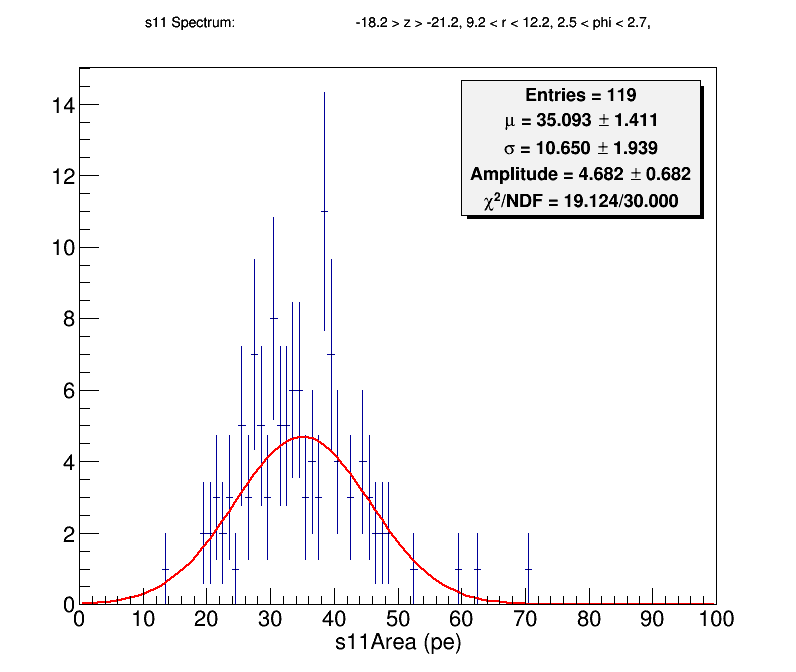 s11 Spectrum: -18.2 > z > -21.2, 9.2 < r < 12.2, 2.5 < phi < 2.7,
Entries = 119
μ = 35.093 ± 1.411
σ = 10.650 ± 1.939
Amplitude = 4.682 ± 0.682
χ²/NDF = 19.124/30.000
14
12
10
8
6
4
2
0
0 10 20 30 40 50 60 70 80 90 100
s11Area (pe)